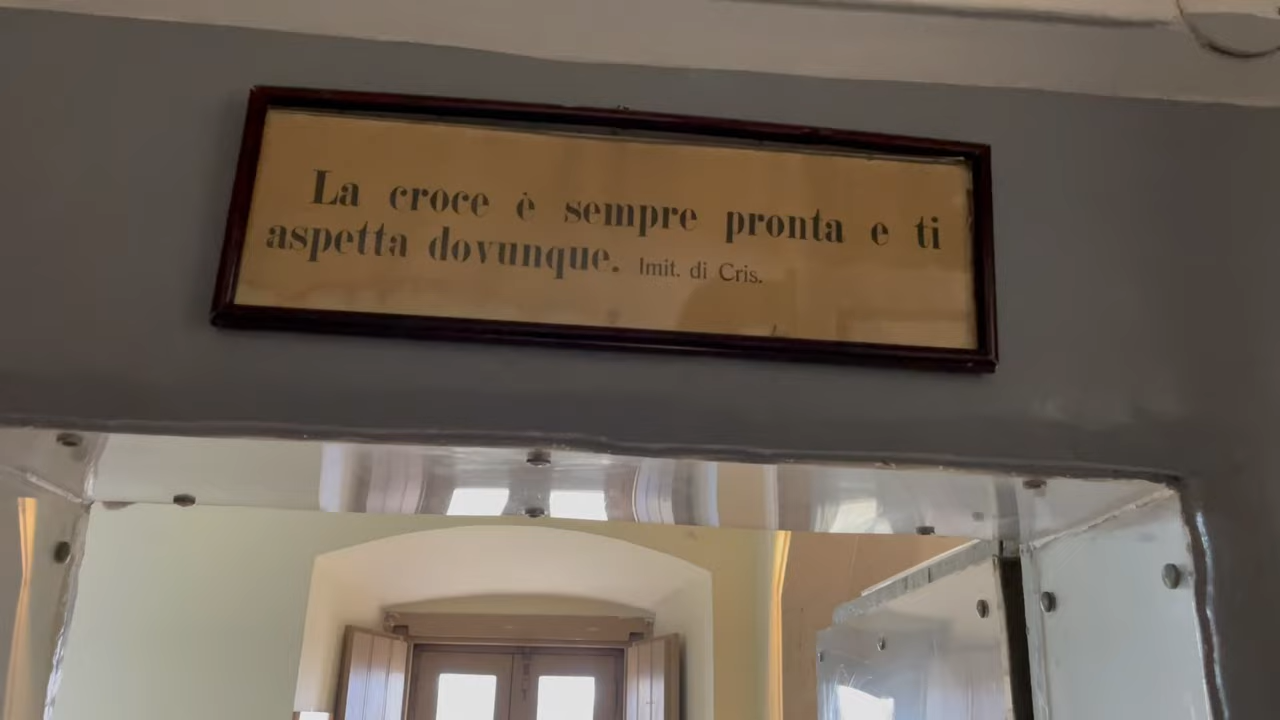 La croce è sempre pronta e ti
aspetta dovunque. Imit. di Cris.